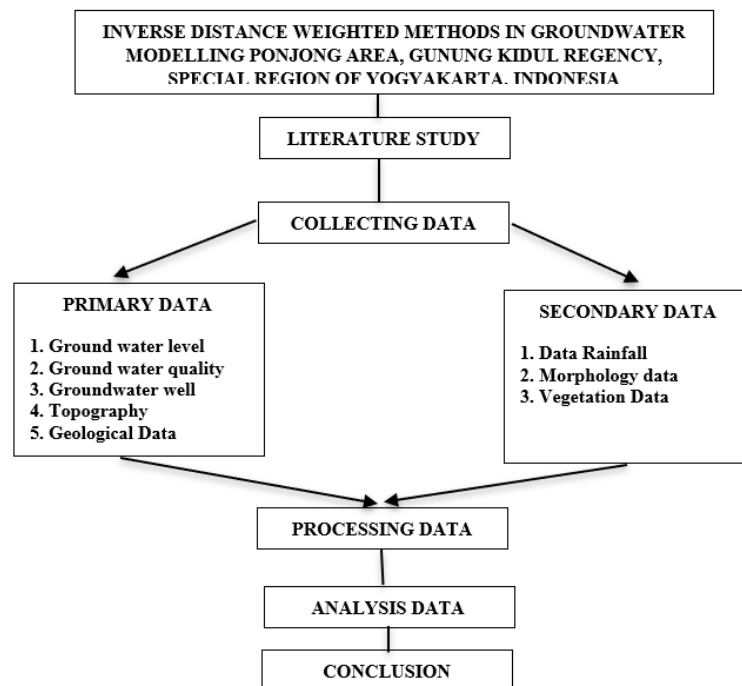 INVERSE DISTANCE WEIGHTED METHODS IN GROUNDWATER
MODELLING PONJONG AREA, GUNUNG KIDUL REGENCY,
SPECIAL REGION OF YOGYAKARTA, INDONESIA
LITERATURE STUDY
COLLECTING DATA
PRIMARY DATA
1. Ground water level
2. Ground water quality
3. Groundwater well
4. Topography
5. Geological Data
SECONDARY DATA
1. Data Rainfall
2. Morphology data
3. Vegetation Data
PROCESSING DATA
ANALYSIS DATA
CONCLUSION